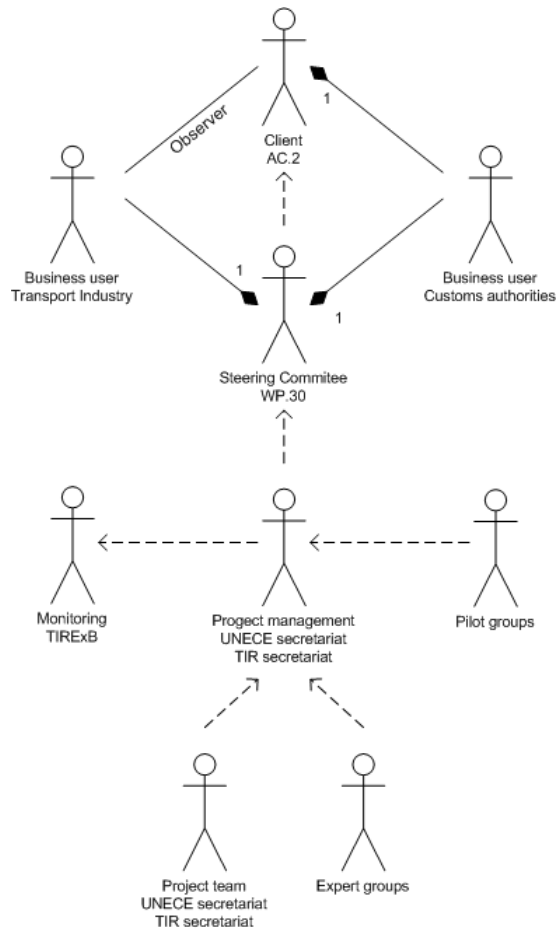 Observer
1
Client
AC.2
Business user
Transport Industry
Business user
Customs authorities
1
1
Steering Commitee
WP.30
Monitoring
TIRExB
Progect management
UNECE secretariat
TIR secretariat
Pilot groups
Project team
UNECE secretariat
TIR secretariat
Expert groups